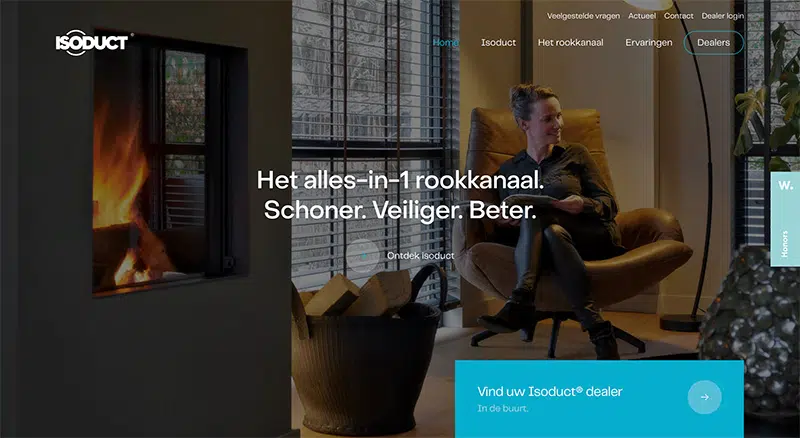 Veelgestelde vragen Actueel Contact Dealer login
ISODUCT®
Home Isoduct Het rookkanaal Ervaringen Dealers
Het alles-in-1 rookkanaal.
Schoner. Veiliger. Beter.
Ontdek isoduct
W.
Honors
Vind uw Isoduct® dealer
In de buurt.